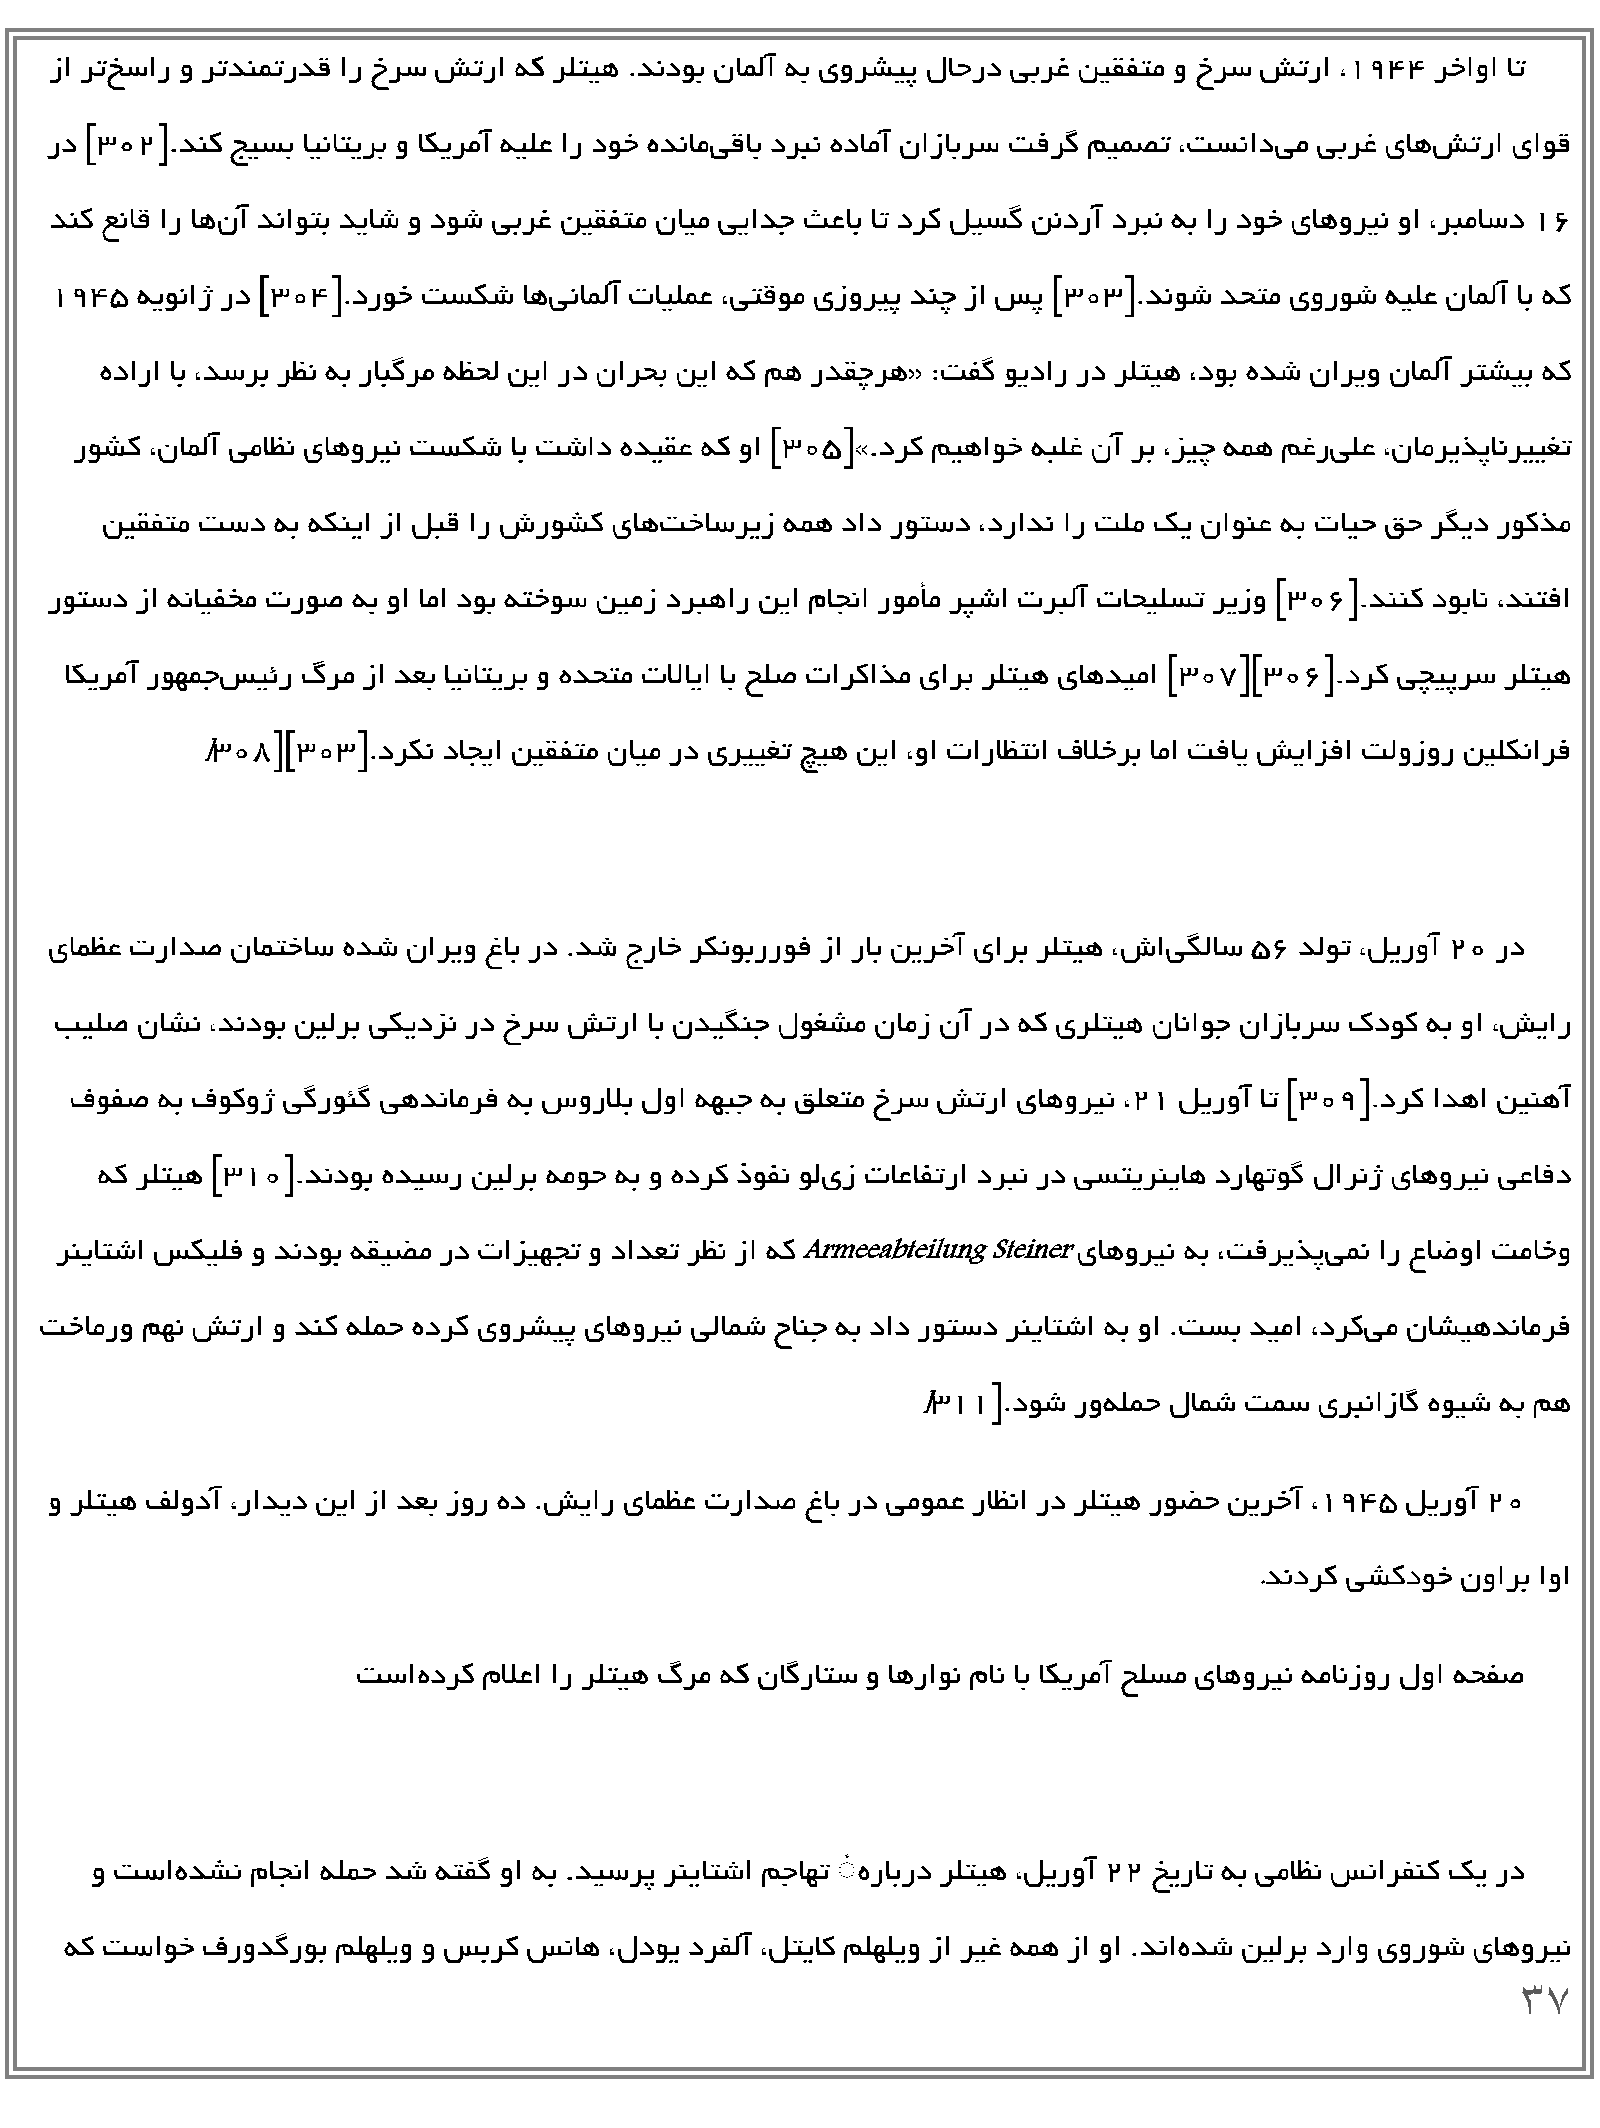 تا اواخر ۱۹۴۴، ارتش سرخ و متفقین غربی درحال پیشروی به آلمان بودند. هیتلر که ارتش سرخ را قدرتمندتر و راسخ‌تر از
قوای ارتش‌های غربی می‌دانست، تصمیم گرفت سربازان آماده نبرد باقی‌مانده خود را علیه آمریکا و بریتانیا بسیج کند.[۳۰۲] در
۱۶ دسامبر، او نیروهای خود را به نبرد آردنن گسیل کرد تا باعث جدایی میان متفقین غربی شود و شاید بتواند آن‌ها را قانع کند
که با آلمان علیه شوروی متحد شوند.[۳۰۳] پس از چند پیروزی موقتی، عملیات آلمانی‌ها شکست خورد.[۳۰۴] در ژانویه ۱۹۴۵
که بیشتر آلمان ویران شده بود، هیتلر در رادیو گفت: «هرچقدر هم که این بحران در این لحظه مرگبار به نظر برسد، با اراده
تغییرناپذیرمان، علی‌رغم همه چیز، بر آن غلبه خواهیم کرد.»[۳۰۵] او که عقیده داشت با شکست نیروهای نظامی آلمان، کشور
مذکور دیگر حق حیات به عنوان یک ملت را ندارد، دستور داد همه زیرساخت‌های کشورش را قبل از اینکه به دست متفقین
افتند، نابود کنند.[۳۰۶] وزیر تسلیحات آلبرت اشپر مأمور انجام این راهبرد زمین سوخته بود اما او به صورت مخفیانه از دستور
هیتلر سرپیچی کرد.[۳۰۶][۳۰۷] امیدهای هیتلر برای مذاکرات صلح با ایالات متحده و بریتانیا بعد از مرگ رئیس‌جمهور آمریکا
فرانکلین روزولت افزایش یافت اما برخلاف انتظارات او، این هیچ تغییری در میان متفقین ایجاد نکرد.[۳۰۳][۳۰۸]
در ۲۰ آوریل، تولد ۵۶ سالگی‌اش، هیتلر برای آخرین بار از فورربونکر خارج شد. در باغ ویران شده ساختمان صدارت عظمای
رایش، او به کودک سربازان جوانان هیتلری که در آن زمان مشغول جنگیدن با ارتش سرخ در نزدیکی برلین بودند، نشان صلیب
آهنین اهدا کرد.[۳۰۹] تا آوریل ۲۱، نیروهای ارتش سرخ متعلق به جبهه اول بلاروس به فرماندهی گئورگی ژوکوف به صفوف
دفاعی نیروهای ژنرال گوتهارد هاینریتسی در نبرد ارتفاعات زی‌لو نفوذ کرده و به حومه برلین رسیده بودند.[۳۱۰] هیتلر که
وخامت اوضاع را نمی‌پذیرفت، به نیروهای Armeeabteilung Steiner که از نظر تعداد و تجهیزات در مضیقه بودند و فلیکس اشتاینر
فرماندهیشان می‌کرد، امید بست. او به اشتاینر دستور داد به جناح شمالی نیروهای پیشروی کرده حمله کند و ارتش نهم ورماخت
هم به شیوه گازانبری سمت شمال حمله‌ور شود.[۳۱۱]
۲۰ آوریل ۱۹۴۵، آخرین حضور هیتلر در انظار عمومی در باغ صدارت عظمای رایش. ده روز بعد از این دیدار، آدولف هیتلر و
اوا براون خودکشی کردند.
صفحه اول روزنامه نیروهای مسلح آمریکا با نام نوارها و ستارگان که مرگ هیتلر را اعلام کرده‌است
در یک کنفرانس نظامی به تاریخ ۲۲ آوریل، هیتلر دربارهٔ تهاجم اشتاینر پرسید. به او گفته شد حمله انجام نشده‌است و
نیروهای شوروی وارد برلین شده‌اند. او از همه غیر از ویلهلم کایتل، آلفرد یودل، هانس کربس و ویلهلم بورگدورف خواست که
۳۷